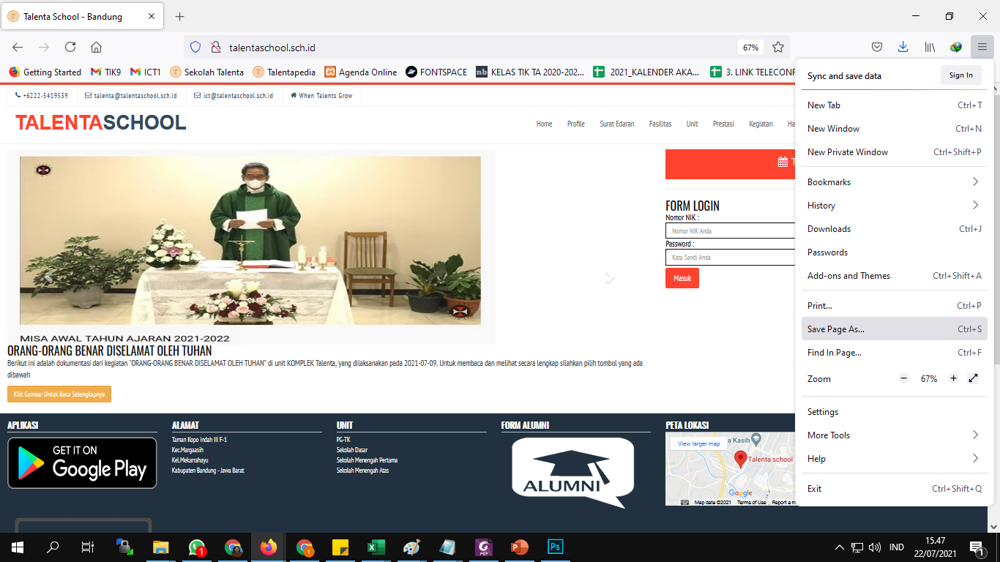 Talenta School - Bandung
talentaschool.sch.id
67%
Getting Started
TIK9
ICT1
Sekolah Talenta
Talentapedia
Agenda Online
FONTSPACE
nb KELAS TIK TA 2020-202...
2021_KALENDER AKA...
3. LINK TELECONF
+6222-5419539
talenta@talentaschool.sch.id
ict@talentaschool.sch.id
When Talents Grow
TALENTASCHOOL
Home
Profile
Surat Edaran
Fasilitas
Unit
Prestasi
Kegiatan
Ha
MISA AWAL TAHUN AJARAN 2021-2022
ORANG-ORANG BENAR DISELAMAT OLEH TUHAN
Berikut ini adalah dokumentasi dari kegiatan "ORANG-ORANG BENAR DISELAMAT OLEH TUHAN" di unit KOMPLEK Talenta, yang dilaksanakan pada 2021-07-09. Untuk membaca dan melihat secara lengkap silahkan pilih tombol yang ada
dibawah
Klik Gambar Untuk Baca Selengkapnya
T
FORM LOGIN
Nomor NIK :
Nomor NIK Anda
Password :
Kata Sandi Anda
Masuk
Sync and save data
Sign In
New Tab Ctrl+T
New Window Ctrl+N
New Private Window Ctrl+Shift+P
Bookmarks
History
Downloads Ctrl+J
Passwords
Add-ons and Themes Ctrl+Shift+A
Print... Ctrl+P
Save Page As... Ctrl+S
Find In Page... Ctrl+F
Zoom 67%
Settings
More Tools
Help
Exit Ctrl+Shift+Q
APLIKASI
GET IT ON
Google Play
ALAMAT
Taman Kopo Indah III F-1
Kec.Margaasih
Kel.Mekarrahayu
Kabupaten Bandung - Jawa Barat
UNIT
PG-TK
Sekolah Dasar
Sekolah Menengah Pertama
Sekolah Menengah Atas
FORM ALUMNI
ALUMNI
PETA LOKASI
View larger map
a Kasih
Talenta school
Google
Map data ©2021
Terms of Use
Report a m
1
t
PDF
Ps
IND
15.47
22/07/2021
1